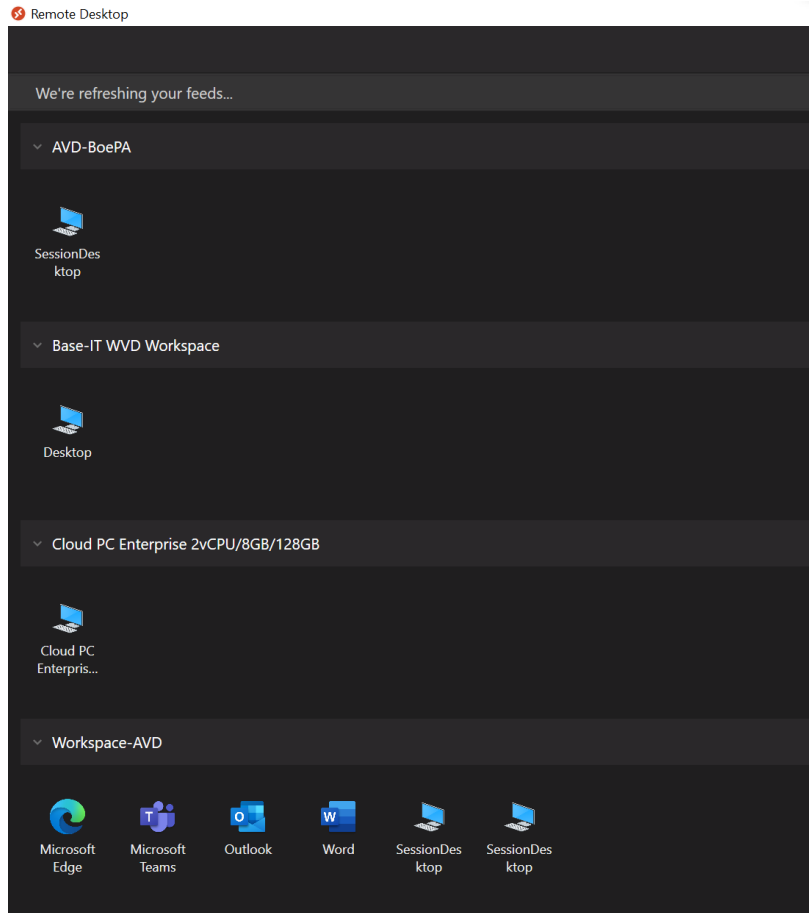 Remote Desktop
We're refreshing your feeds...
AVD-BoePA
SessionDes
ktop
Base-IT WVD Workspace
Desktop
Cloud PC Enterprise 2vCPU/8GB/128GB
Cloud PC
Enterpris...
Workspace-AVD
Microsoft
Edge
Microsoft
Teams
Outlook
Word
SessionDes
ktop
SessionDes
ktop